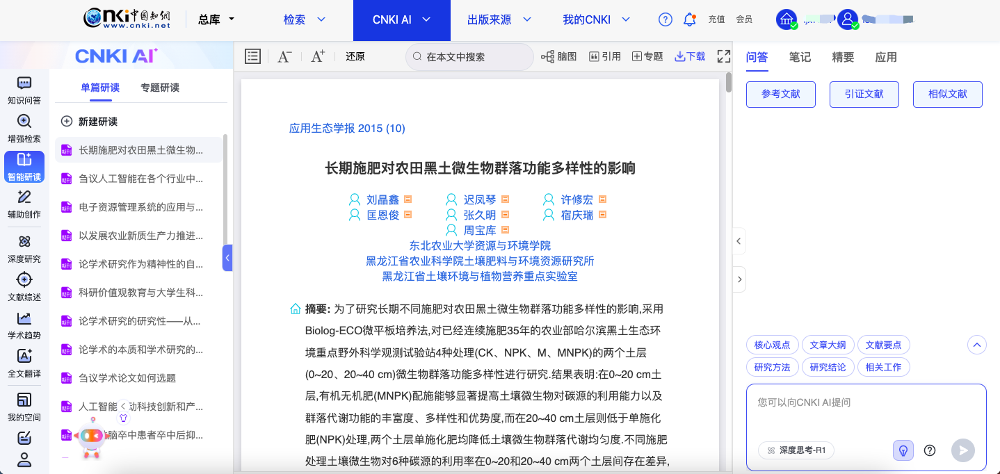 cnki中国知网
www.cnki.net
总库
检索
CNKI AI
出版来源
我的CNKI
充值
会员
CNKI AI
知识问答
增强检索
智能研读
辅助创作
深度研究
文献综述
学术趋势
全文翻译
我的空间
单篇研读 专题研读
新建研读
期刊 长期施肥对农田黑土微生物...
期刊 刍议人工智能在各个行业中...
期刊 电子资源管理系统的应用与...
期刊 以发展农业新质生产力推进...
期刊 论学术研究作为精神性的自...
期刊 科研价值观教育与大学生科...
期刊 论学术研究的研究性——从...
期刊 论学术的本质和学术研究的...
期刊 刍议学术论文如何选题
期刊 人工智能 动科技创新和产...
期刊 脑卒中患者卒中后抑...
A- A+ 还原 在本文中搜索 脑图 引用 专题 下载
应用生态学报 2015 (10)
长期施肥对农田黑土微生物群落功能多样性的影响
刘晶鑫 迟凤琴 许修宏
匡恩俊 张久明 宿庆瑞
周宝库
东北农业大学资源与环境学院
黑龙江省农业科学院土壤肥料与环境资源研究所
黑龙江省土壤环境与植物营养重点实验室
摘要: 为了研究长期不同施肥对农田黑土微生物群落功能多样性的影响,采用
Biolog-ECO微平板培养法,对已经连续施肥35年的农业部哈尔滨黑土生态环
境重点野外科学观测试验站4种处理(CK、NPK、M、MNPK)的两个土层
(0~20、20~40 cm)微生物群落功能多样性进行研究.结果表明:在0~20 cm土
层,有机无机肥(MNPK)配施能够显著提高土壤微生物对碳源的利用能力以及
群落代谢功能的丰富度、多样性和优势度,而在20~40 cm土层则低于单施化
肥(NPK)处理,两个土层单施化肥均降低土壤微生物群落代谢均匀度.不同施肥
处理土壤微生物对6种碳源的利用率在0~20和20~40 cm两个土层间存在差异,
问答 笔记 精要 应用
参考文献 引证文献 相似文献
核心观点 文章大纲 文献要点
研究方法 研究结论 相关工作
您可以向CNKI AI提问
深度思考-R1